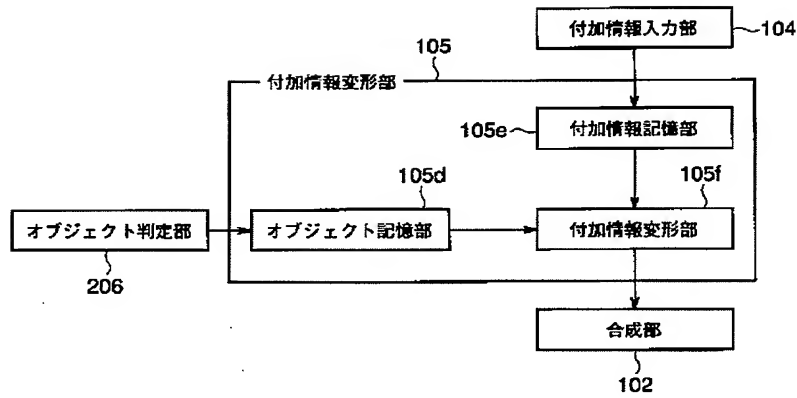 付加情報入力部
104
105
付加情報変形部
105e
付加情報記憶部
105d
105f
オブジェクト判定部
オブジェクト記憶部
付加情報変形部
206
合成部
102